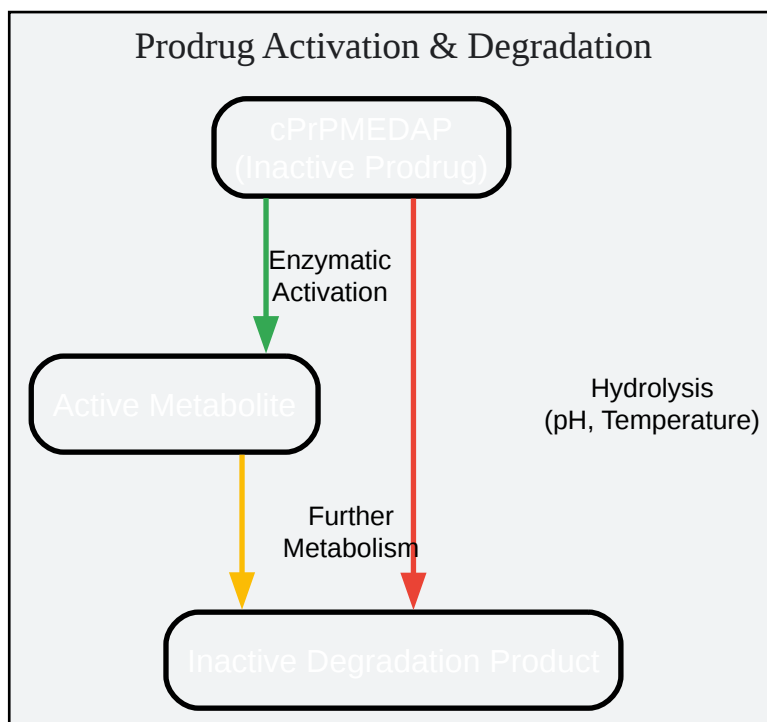 Prodrug Activation & Degradation
cPrPMEDAP
(Inactive Prodrug)
Enzymatic
Activation
Active Metabolite
Hydrolysis
(pH, Temperature)
Further
Metabolism
Inactive Degradation Product